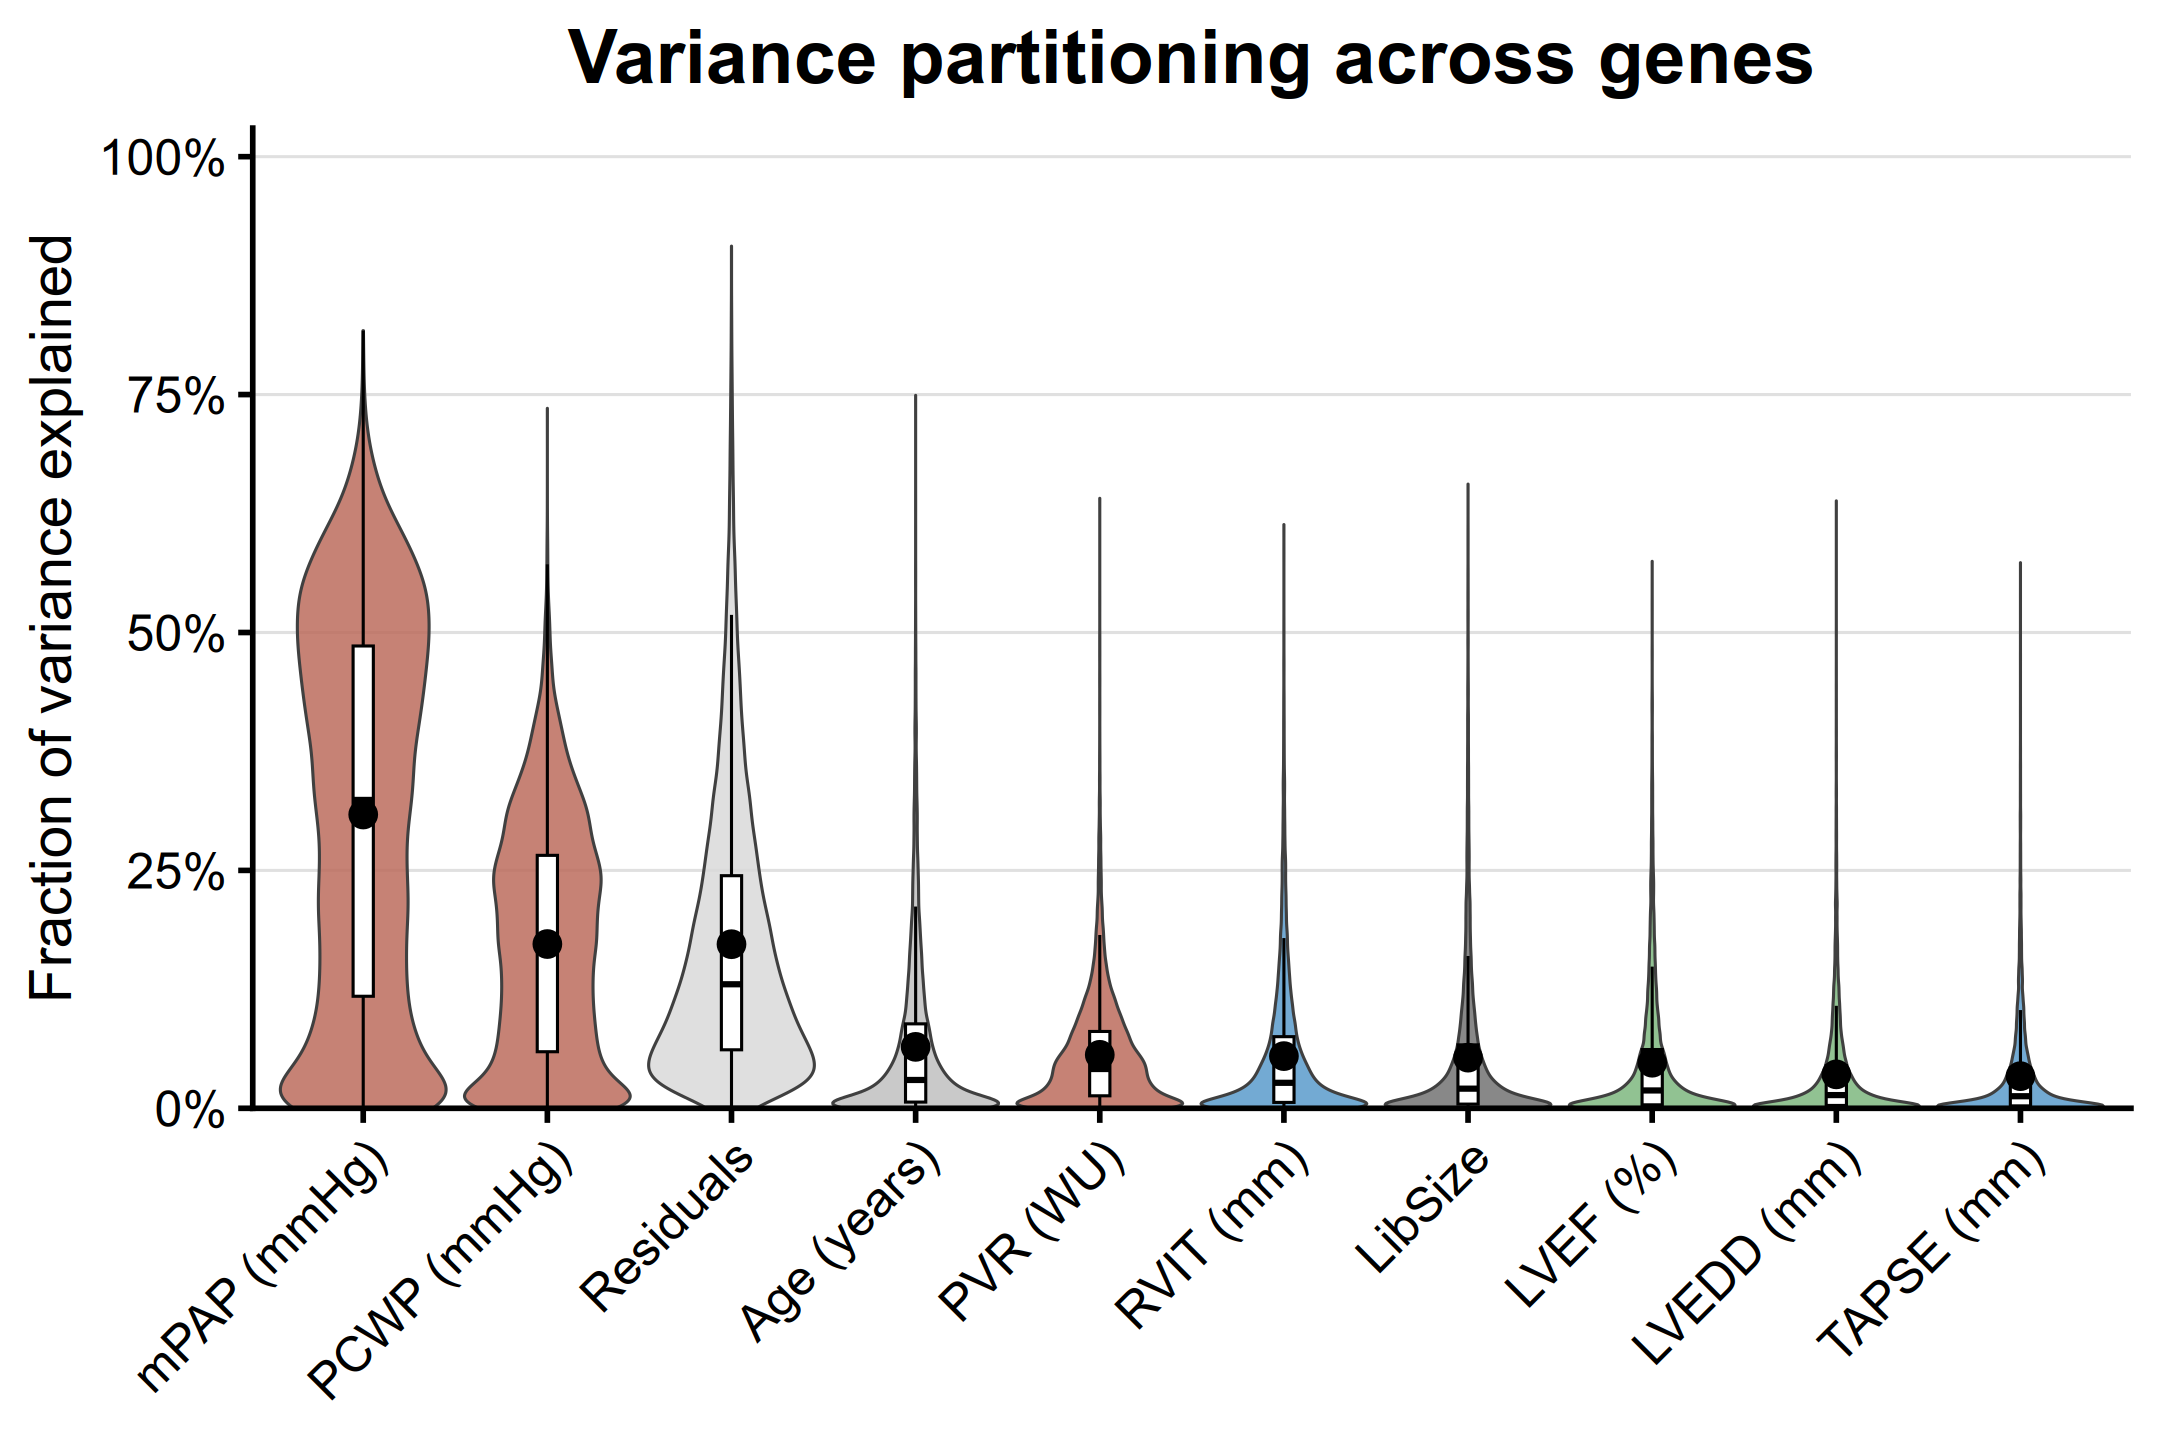 Variance partitioning across genes
Fraction of variance explained
100%
75%
50%
25%
0%
mPAP (mmHg)
PCWP (mmHg)
Residuals
Age (years)
PVR (WU)
RVIT (mm)
LibSize
LVEF (%)
LVEDD (mm)
TAPSE (mm)